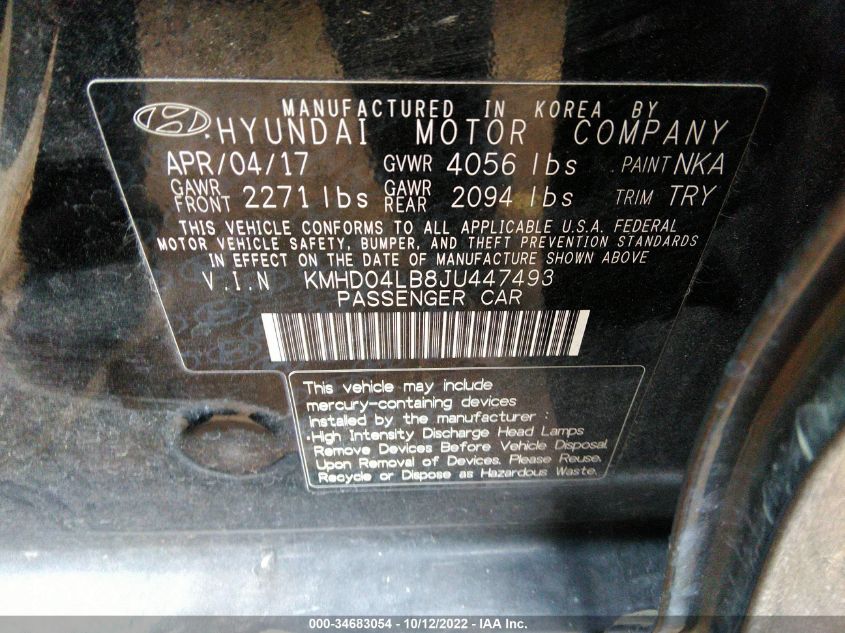 MANUFACTURED IN KOREA BY
HYUNDAI MOTOR COMPANY
APR/04/17 GVWR 4056 lbs PAINT NKA
GAWR FRONT 2271 lbs GAWR REAR 2094 lbs TRIM TRY
THIS VEHICLE CONFORMS TO ALL APPLICABLE U.S.A. FEDERAL
MOTOR VEHICLE SAFETY, BUMPER, AND THEFT PREVENTION STANDARDS
IN EFFECT ON THE DATE OF MANUFACTURE SHOWN ABOVE
V.I.N KMHD04LB8JU447493
PASSENGER CAR
This vehicle may include
mercury-containing devices
installed by the manufacturer :
·High Intensity Discharge Head Lamps
Remove Devices Before Vehicle Disposal.
Upon Removal of Devices. Please Reuse.
Recycle or Dispose as Hazardous Waste.
000-34683054 - 10/12/2022 - IAA Inc.